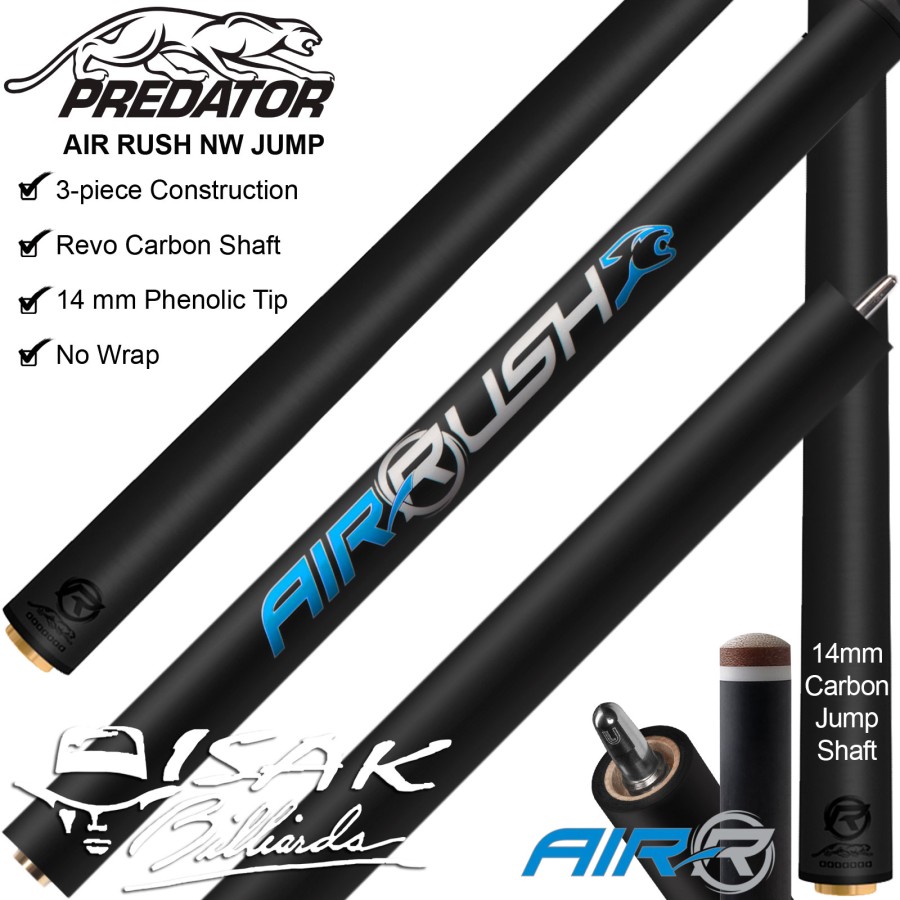 PREDATOR
AIR RUSH NW JUMP
3-piece Construction
Revo Carbon Shaft
14 mm Phenolic Tip
No Wrap
AIR RUSH
R
14mm
Carbon
Jump
Shaft
U
R
ISAK
Billiards
AIR R